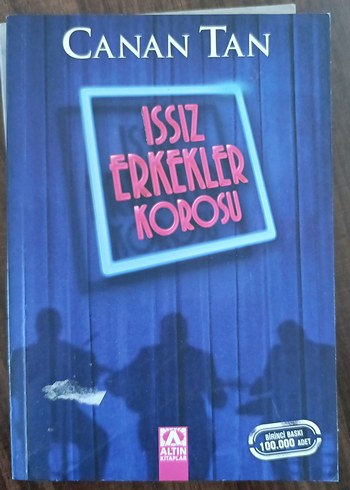 CANAN TAN
ISSIZ
ERKEKLER
KOROSU
BİRİNCİ BASKI
100.000 ADET
ALTIN
KİTAPLAR